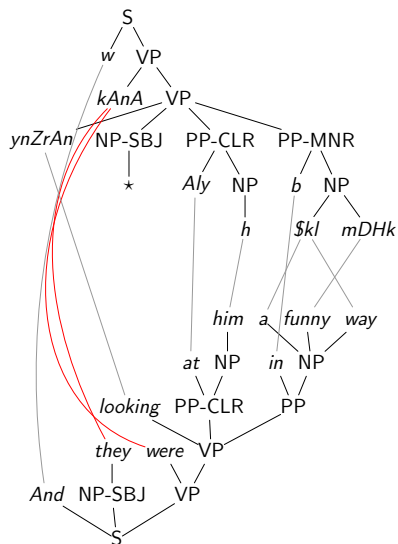 S
w VP
kAnA VP
ynZrAn NP-SBJ PP-CLR PP-MNR
⋆ Aly NP b NP
h $kl mDHk
him a funny way
at NP in NP
looking PP-CLR PP
they were VP
And NP-SBJ VP
S